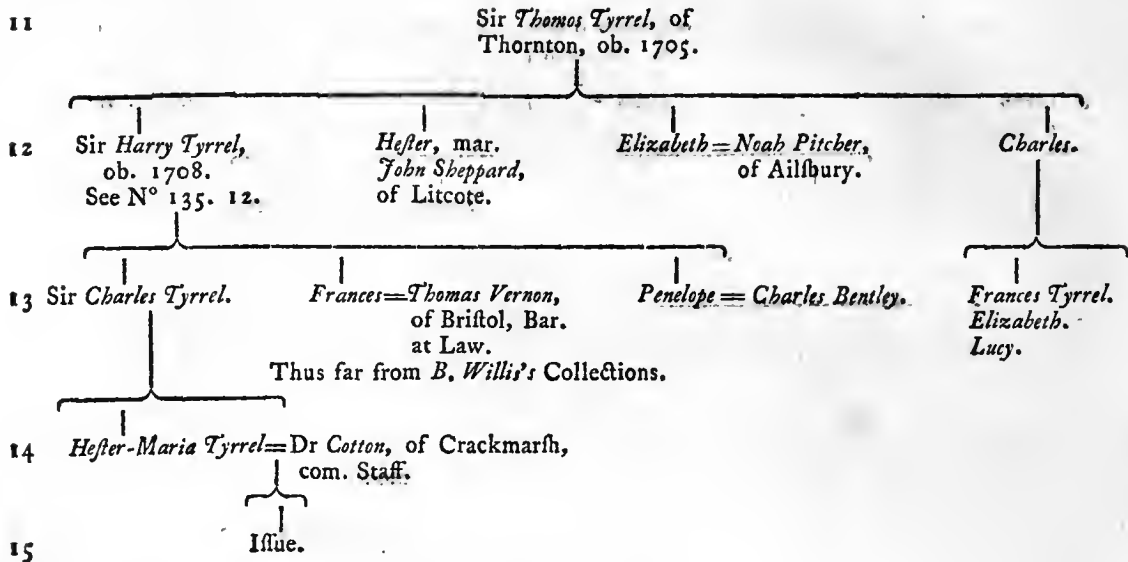 11 Sir Thomas Tyrrel, of
Thornton, ob. 1705.
12 Sir Harry Tyrrel,
ob. 1708.
See N° 135. 12.
Heſter, mar.
John Sheppard,
of Litcote.
Elizabeth=Noah Pitcher,
of Ailſbury.
Charles.
13 Sir Charles Tyrrel.
Frances=Thomas Vernon,
of Briſtol, Bar.
at Law.
Penelope = Charles Bentley.
Frances Tyrrel.
Elizabeth.
Lucy.
Thus far from B. Willis's Collections.
14 Heſter-Maria Tyrrel=Dr Cotton, of Crackmarſh,
com. Staff.
15 Iſſue.